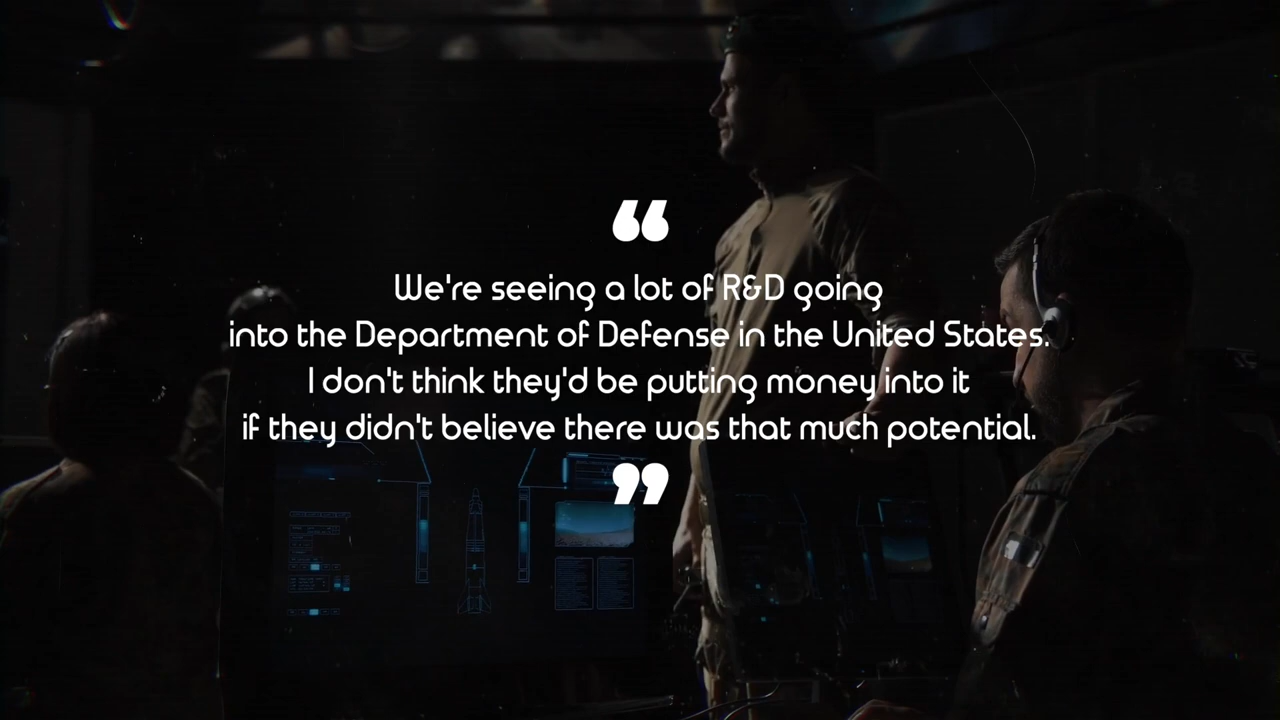 “
We're seeing a lot of R&D going
into the Department of Defense in the United States.
I don't think they'd be putting money into it
if they didn't believe there was that much potential.
”